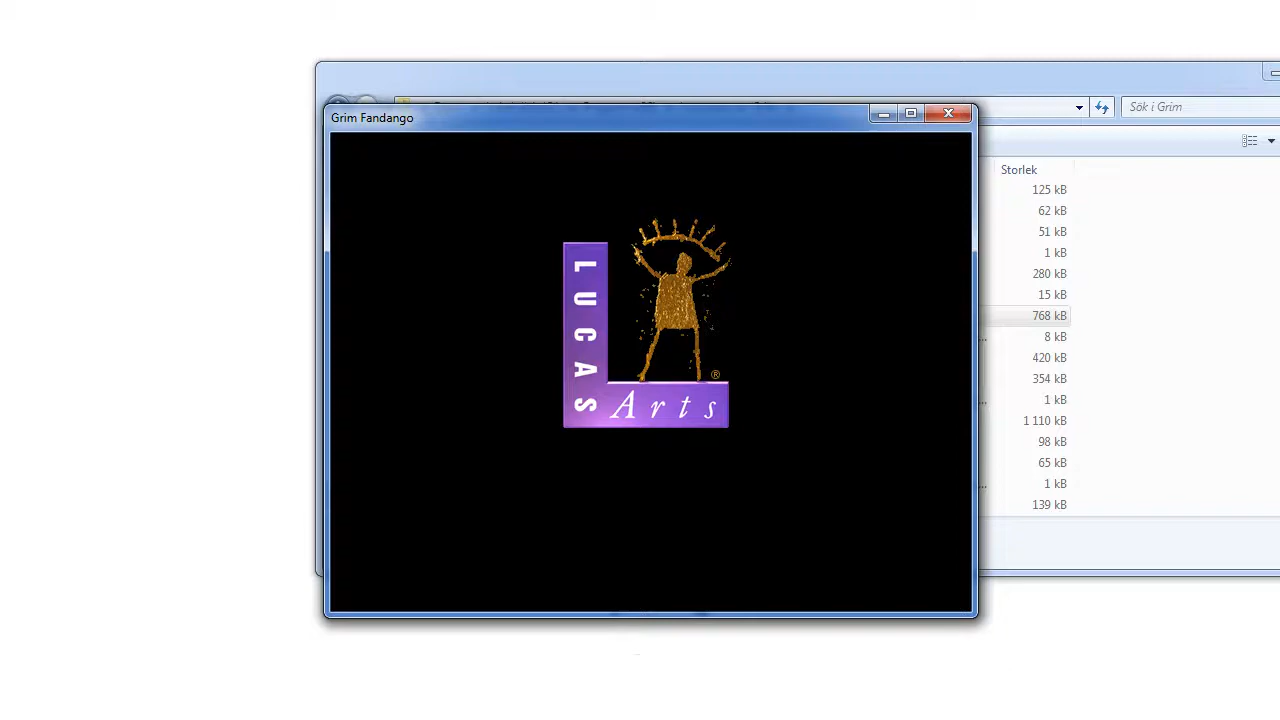 Sök i Grim
Grim Fandango
Storlek
125 kB
62 kB
51 kB
1 kB
280 kB
15 kB
768 kB
... 8 kB
420 kB
354 kB
... 1 kB
1 110 kB
98 kB
65 kB
... 1 kB
139 kB
LUCAS
Arts ®